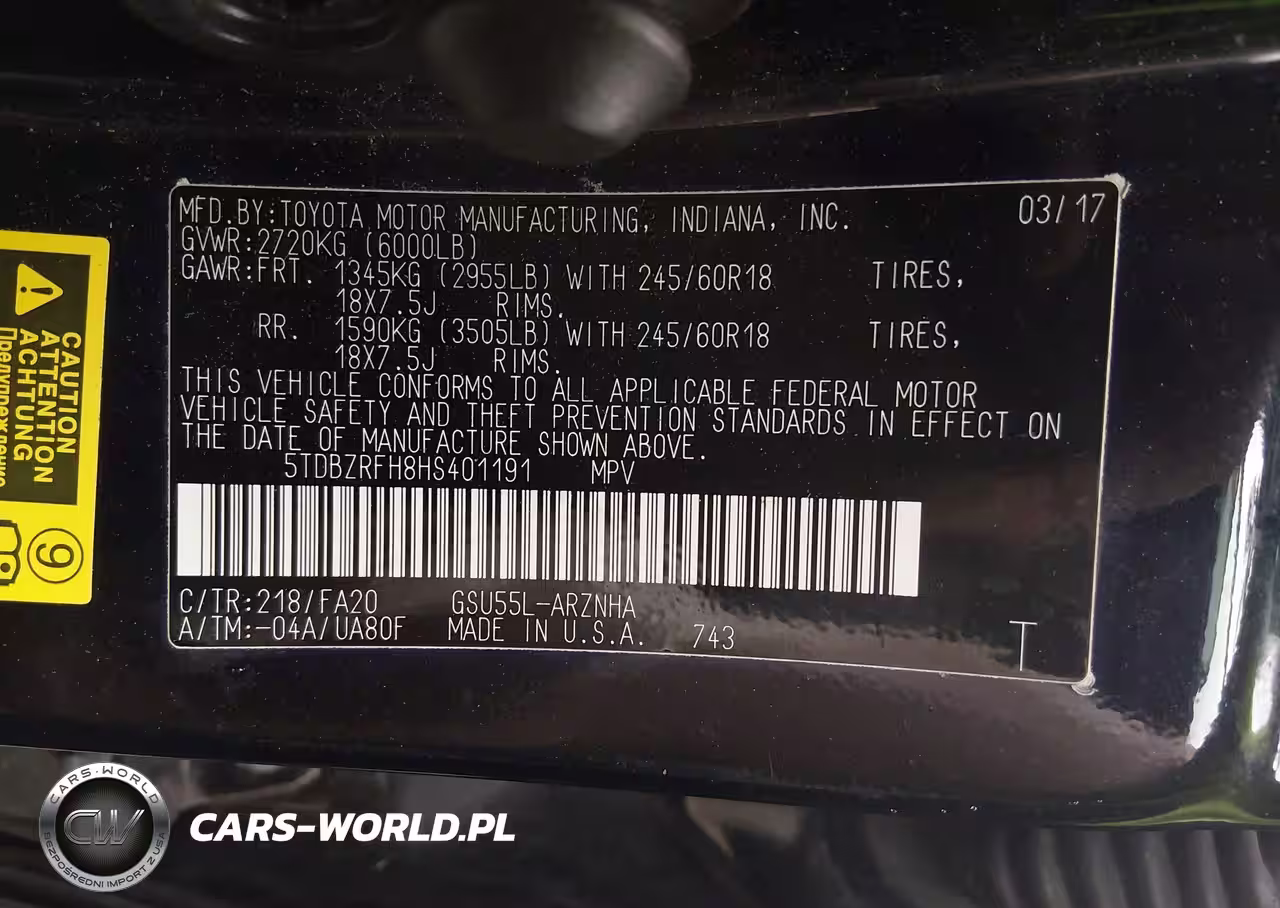 MFD.BY:TOYOTA MOTOR MANUFACTURING, INDIANA, INC. 03/17
GVWR:2720KG (6000LB)
GAWR:FRT. 1345KG (2955LB) WITH 245/60R18 TIRES,
18X7.5J RIMS.
RR. 1590KG (3505LB) WITH 245/60R18 TIRES,
18X7.5J RIMS.
THIS VEHICLE CONFORMS TO ALL APPLICABLE FEDERAL MOTOR
VEHICLE SAFETY AND THEFT PREVENTION STANDARDS IN EFFECT ON
THE DATE OF MANUFACTURE SHOWN ABOVE.
5TDBZRFH8HS401191 MPV
C/TR:218/FA20 GSU55L-ARZNHA
A/TM:-04A/UA80F MADE IN U.S.A. 743
T
CAUTION
ATTENTION
ACHTUNG
Предупреждение
9
CARS-WORLD
CW
BEZPOŚREDNI IMPORT Z USA
CARS-WORLD.PL